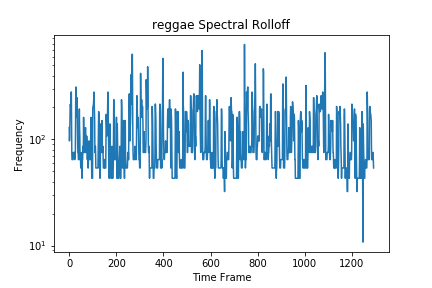 reggae Spectral Rolloff
Frequency
10²
10¹
0 200 400 600 800 1000 1200
Time Frame